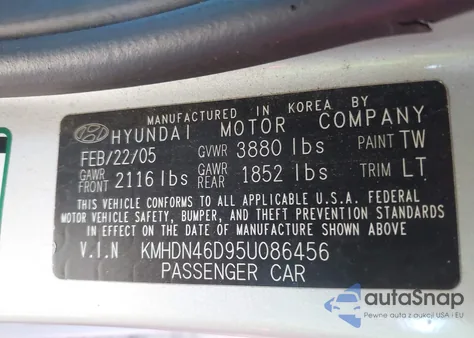 MANUFACTURED IN KOREA BY
HYUNDAI MOTOR COMPANY
FEB/22/05 GVWR 3880 lbs PAINT TW
GAWR FRONT 2116 lbs GAWR REAR 1852 lbs TRIM LT
THIS VEHICLE CONFORMS TO ALL APPLICABLE U.S.A. FEDERAL
MOTOR VEHICLE SAFETY, BUMPER, AND THEFT PREVENTION STANDARDS
IN EFFECT ON THE DATE OF MANUFACTURE SHOWN ABOVE
V.I.N KMHDN46D95U086456
PASSENGER CAR
autoSnap
Pewne auta z aukcji USA i EU